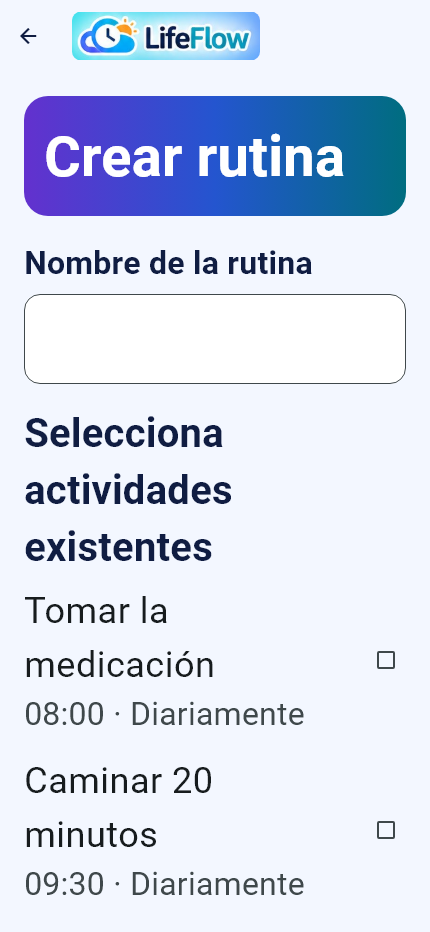 LifeFlow
Crear rutina
Nombre de la rutina
Selecciona
actividades
existentes
Tomar la
medicación
08:00 · Diariamente
Caminar 20
minutos
09:30 · Diariamente